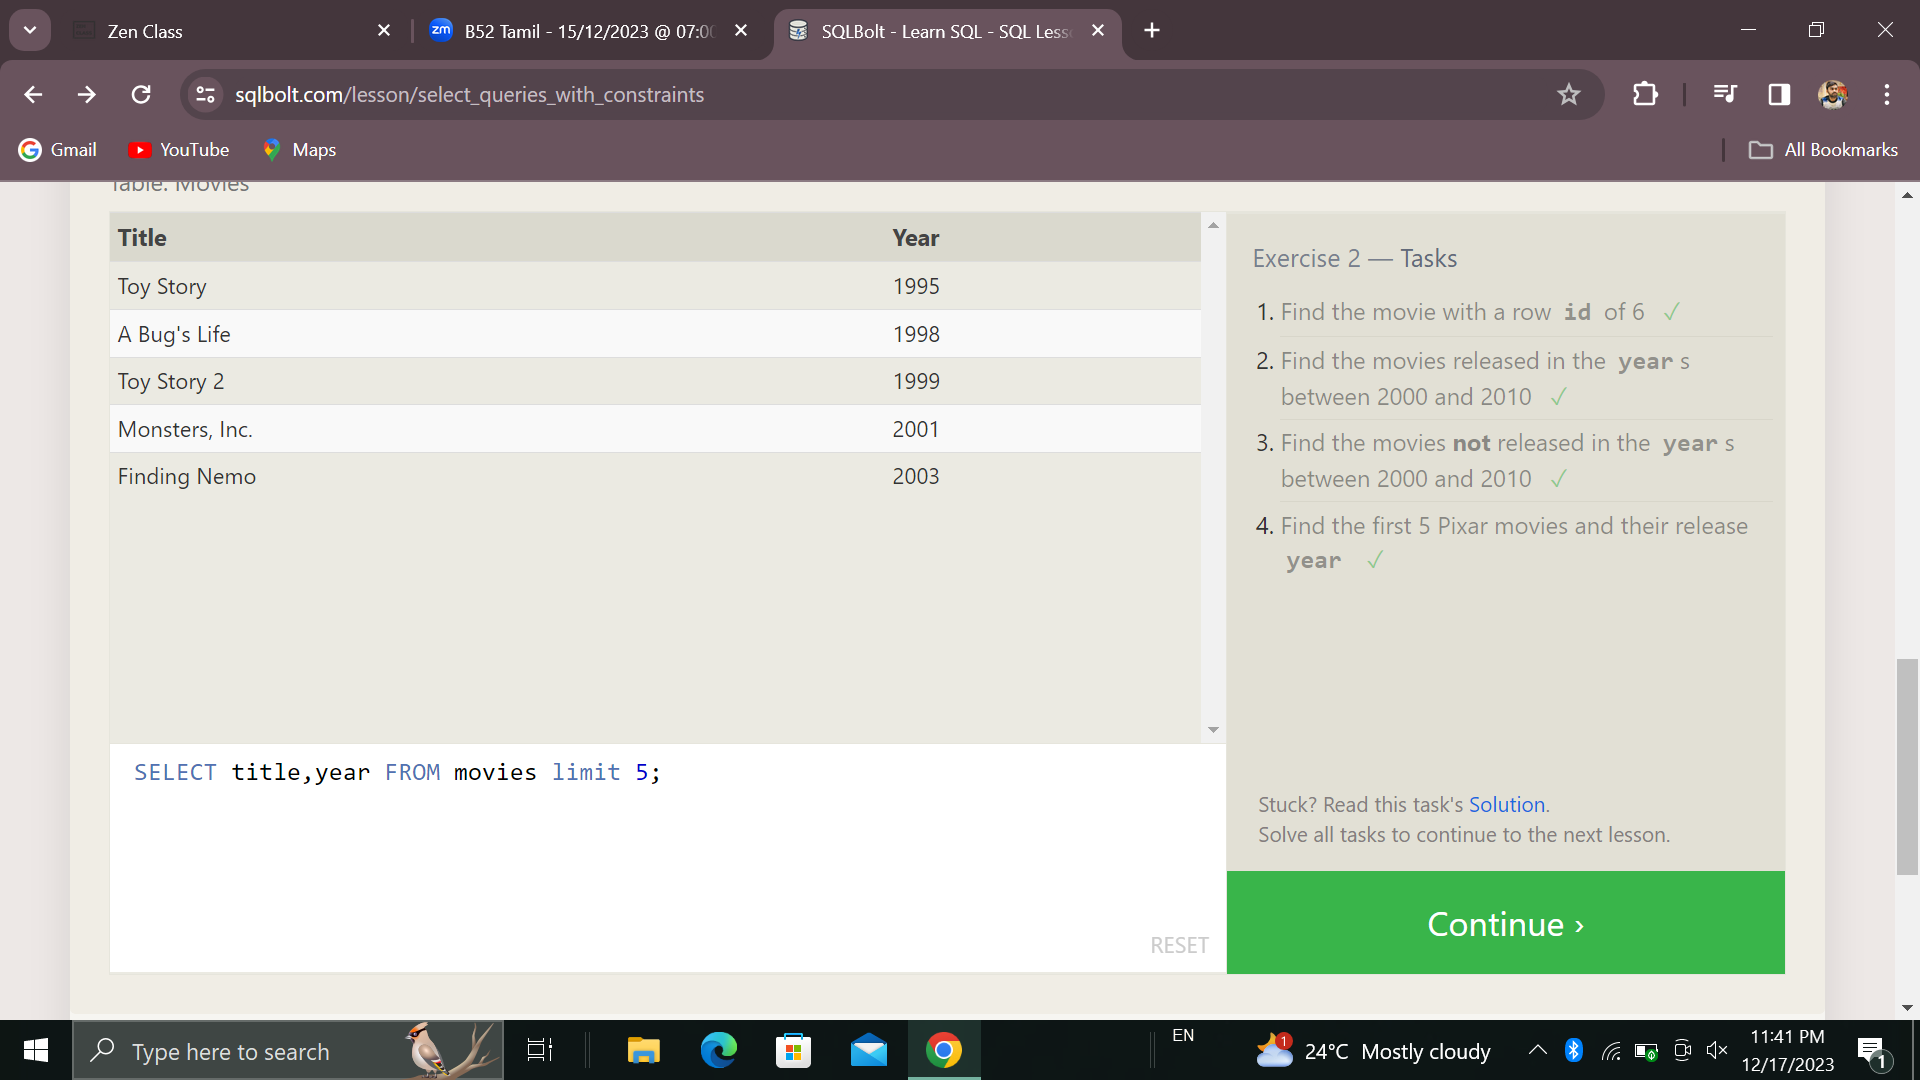 Zen Class
zm B52 Tamil - 15/12/2023 @ 07:00
SQLBolt - Learn SQL - SQL Less
sqlbolt.com/lesson/select_queries_with_constraints
Gmail YouTube Maps All Bookmarks
Table: Movies
Title Year
Toy Story 1995
A Bug's Life 1998
Toy Story 2 1999
Monsters, Inc. 2001
Finding Nemo 2003
SELECT title,year FROM movies limit 5;
RESET
Exercise 2 — Tasks
1. Find the movie with a row id of 6 ✓
2. Find the movies released in the year s
between 2000 and 2010 ✓
3. Find the movies not released in the year s
between 2000 and 2010 ✓
4. Find the first 5 Pixar movies and their release
year ✓
Stuck? Read this task's Solution.
Solve all tasks to continue to the next lesson.
Continue ›
Type here to search
EN
1
24°C Mostly cloudy
11:41 PM
12/17/2023
1